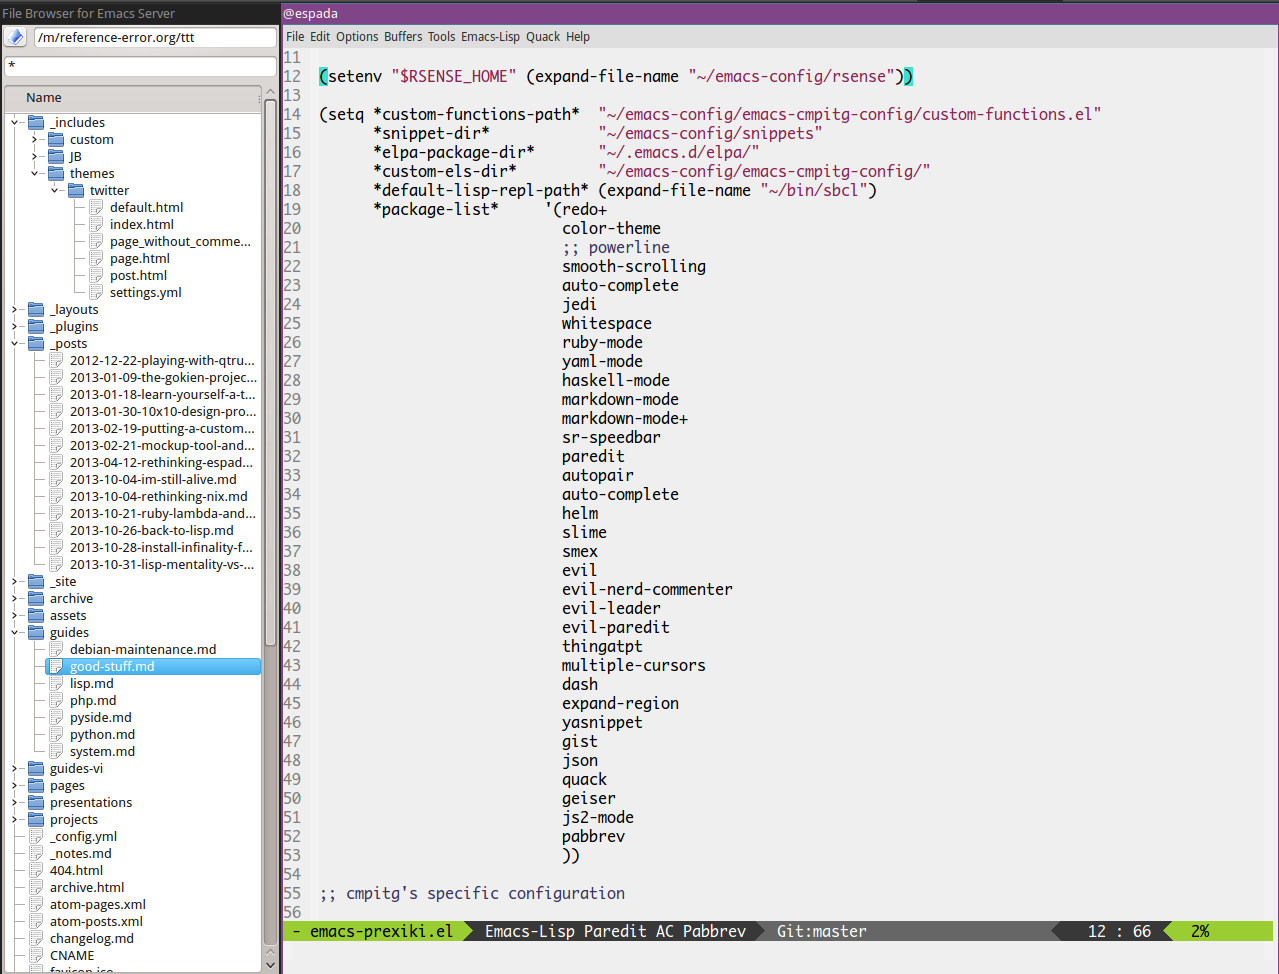 File Browser for Emacs Server
/m/reference-error.org/ttt
*
Name
_includes
custom
JB
themes
twitter
default.html
index.html
page_without_comme...
page.html
post.html
settings.yml
_layouts
_plugins
_posts
2012-12-22-playing-with-qtru...
2013-01-09-the-gokien-projec...
2013-01-18-learn-yourself-a-t...
2013-01-30-10x10-design-pro...
2013-02-19-putting-a-custom...
2013-02-21-mockup-tool-and...
2013-04-12-rethinking-espad...
2013-10-04-im-still-alive.md
2013-10-04-rethinking-nix.md
2013-10-21-ruby-lambda-and...
2013-10-26-back-to-lisp.md
2013-10-28-install-infinality-f...
2013-10-31-lisp-mentality-vs-...
_site
archive
assets
guides
debian-maintenance.md
good-stuff.md
lisp.md
php.md
pyside.md
python.md
system.md
guides-vi
pages
presentations
projects
_config.yml
_notes.md
404.html
archive.html
atom-pages.xml
atom-posts.xml
changelog.md
CNAME
favicon.ico
@espada
File Edit Options Buffers Tools Emacs-Lisp Quack Help
11
12 (setenv "$RSENSE_HOME" (expand-file-name "~/emacs-config/rsense"))
13
14 (setq *custom-functions-path* "~/emacs-config/emacs-cmpitg-config/custom-functions.el"
15 *snippet-dir* "~/emacs-config/snippets"
16 *elpa-package-dir* "~/.emacs.d/elpa/"
17 *custom-els-dir* "~/emacs-config/emacs-cmpitg-config/"
18 *default-lisp-repl-path* (expand-file-name "~/bin/sbcl")
19 *package-list* '(redo+
20 color-theme
21 ;; powerline
22 smooth-scrolling
23 auto-complete
24 jedi
25 whitespace
26 ruby-mode
27 yaml-mode
28 haskell-mode
29 markdown-mode
30 markdown-mode+
31 sr-speedbar
32 paredit
33 autopair
34 auto-complete
35 helm
36 slime
37 smex
38 evil
39 evil-nerd-commenter
40 evil-leader
41 evil-paredit
42 thingatpt
43 multiple-cursors
44 dash
45 expand-region
46 yasnippet
47 gist
48 json
49 quack
50 geiser
51 js2-mode
52 pabbrev
53 ))
54
55 ;; cmpitg's specific configuration
56
- emacs-prexiki.el Emacs-Lisp Paredit AC Pabbrev Git:master 12 : 66 2%